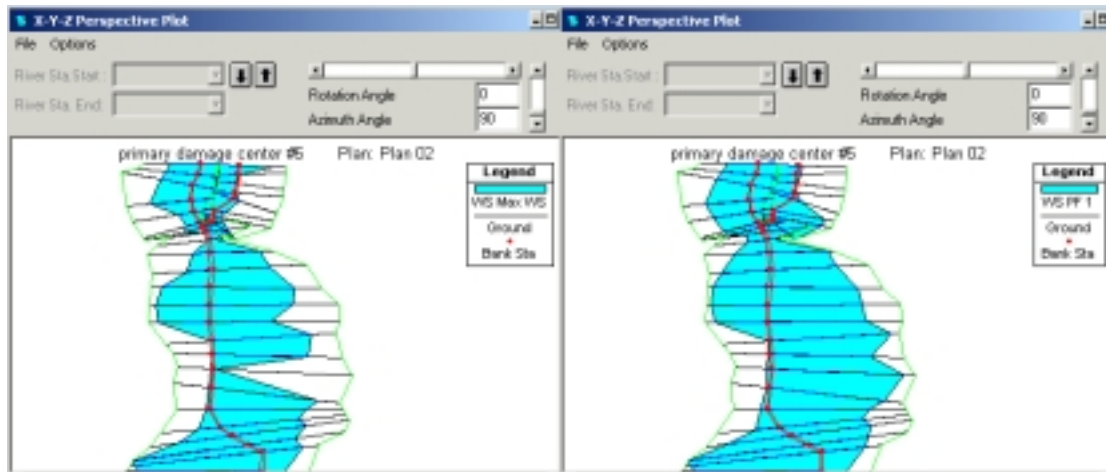 X-Y-Z Perspective Plot
File Options
River Sta.Start :
River Sta. End:
Rotation Angle 0
Azimuth Angle 90
primary damage center #5 Plan: Plan 02
Legend
WS Max WS
Ground
Bank Sta
X-Y-Z Perspective Plot
File Options
River Sta.Start :
River Sta. End:
Rotation Angle 0
Azimuth Angle 90
primary damage center #5 Plan: Plan 02
Legend
WS PF 1
Ground
Bank Sta